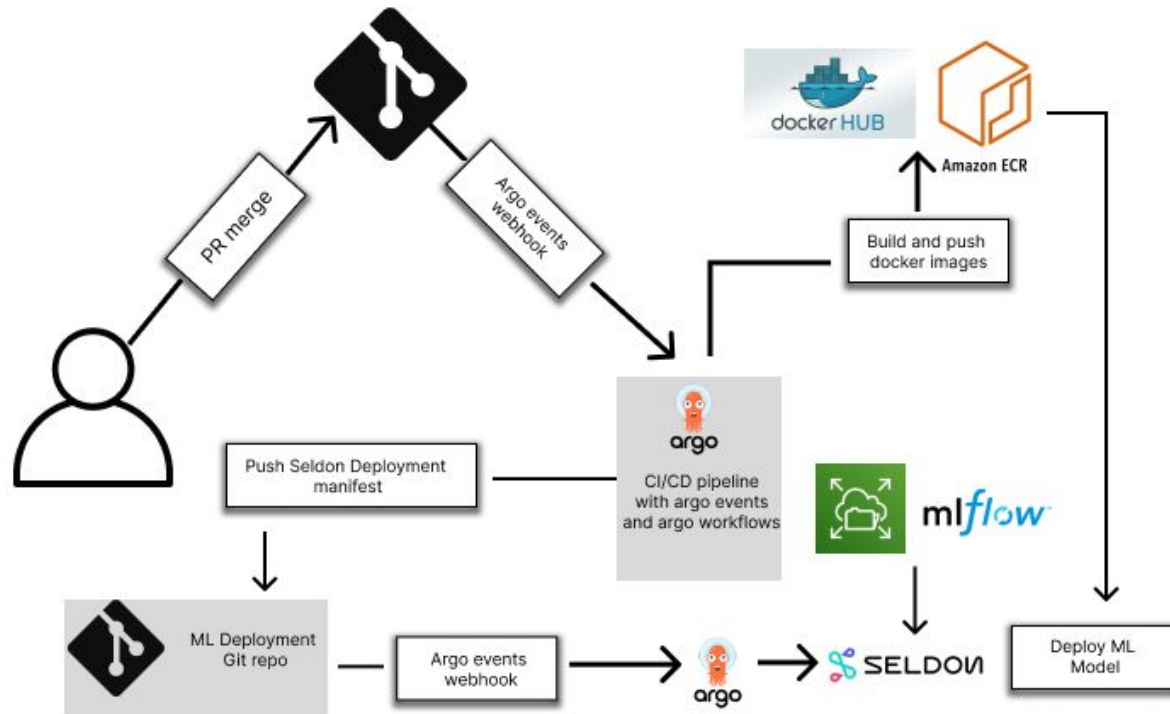 PR merge
Argo events
webhook
docker HUB
Amazon ECR
Build and push
docker images
argo
CI/CD pipeline
with argo events
and argo workflows
Push Seldon Deployment
manifest
mlflow
ML Deployment
Git repo
Argo events
webhook
argo
SELDON
Deploy ML
Model